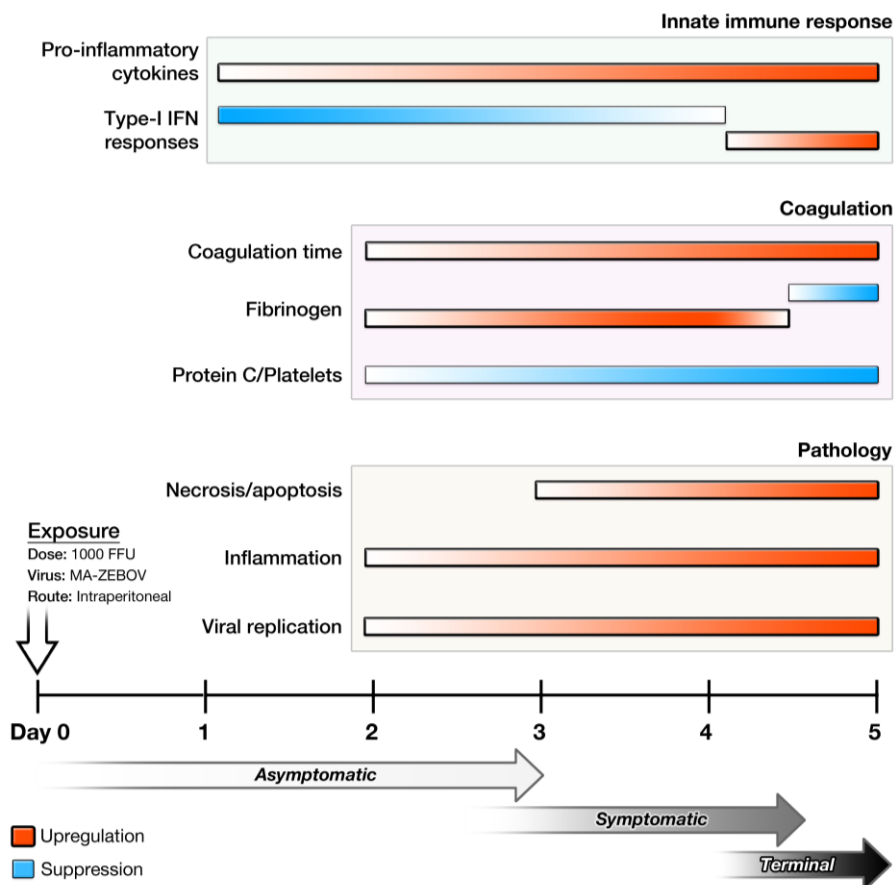 Innate immune response
Pro-inflammatory
cytokines
Type-I IFN
responses
Coagulation
Coagulation time
Fibrinogen
Protein C/Platelets
Pathology
Necrosis/apoptosis
Inflammation
Viral replication
Exposure
Dose: 1000 FFU
Virus: MA-ZEBOV
Route: Intraperitoneal
Day 0 1 2 3 4 5
Asymptomatic
Symptomatic
Terminal
Upregulation
Suppression